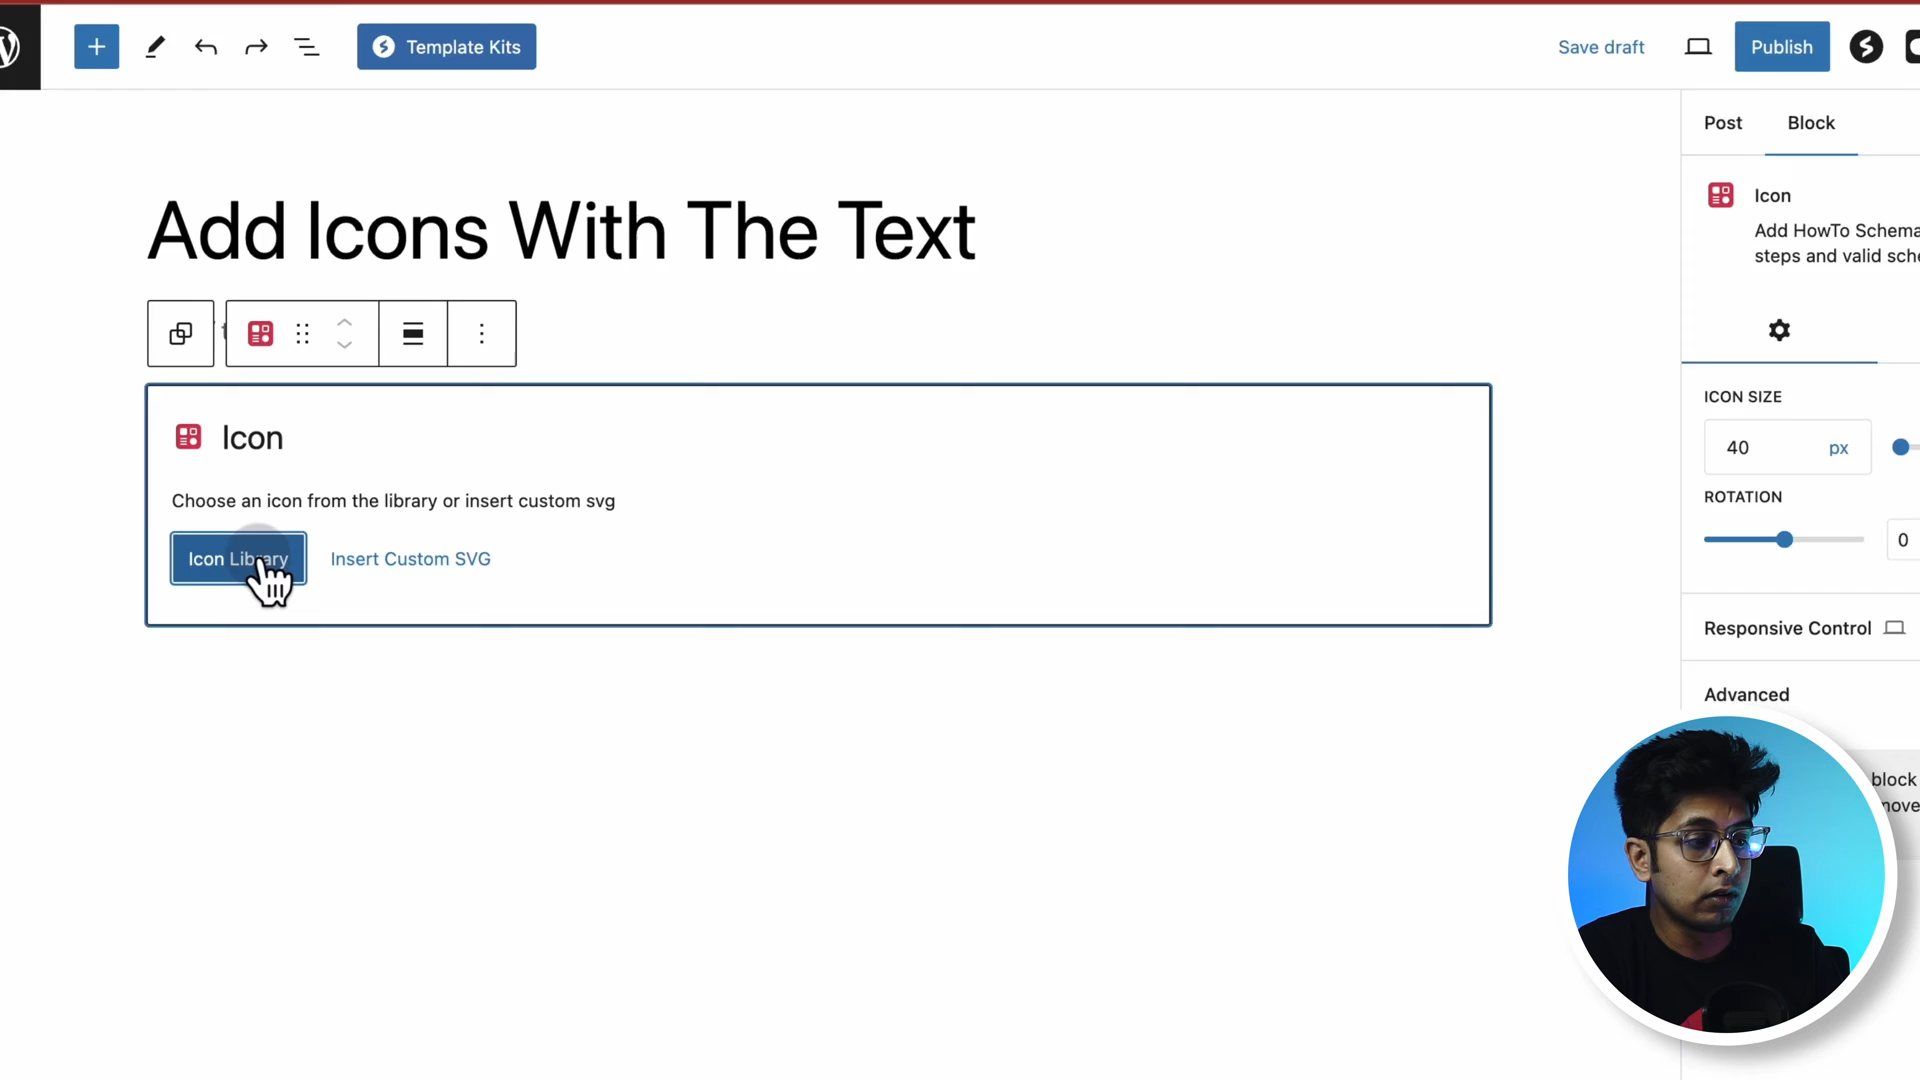 Template Kits
Save draft
Publish
Post
Block
Add Icons With The Text
Icon
Add HowTo Schema
steps and valid sche
Icon
Choose an icon from the library or insert custom svg
Icon Library
Insert Custom SVG
ICON SIZE
40
px
ROTATION
0
Responsive Control
Advanced
block